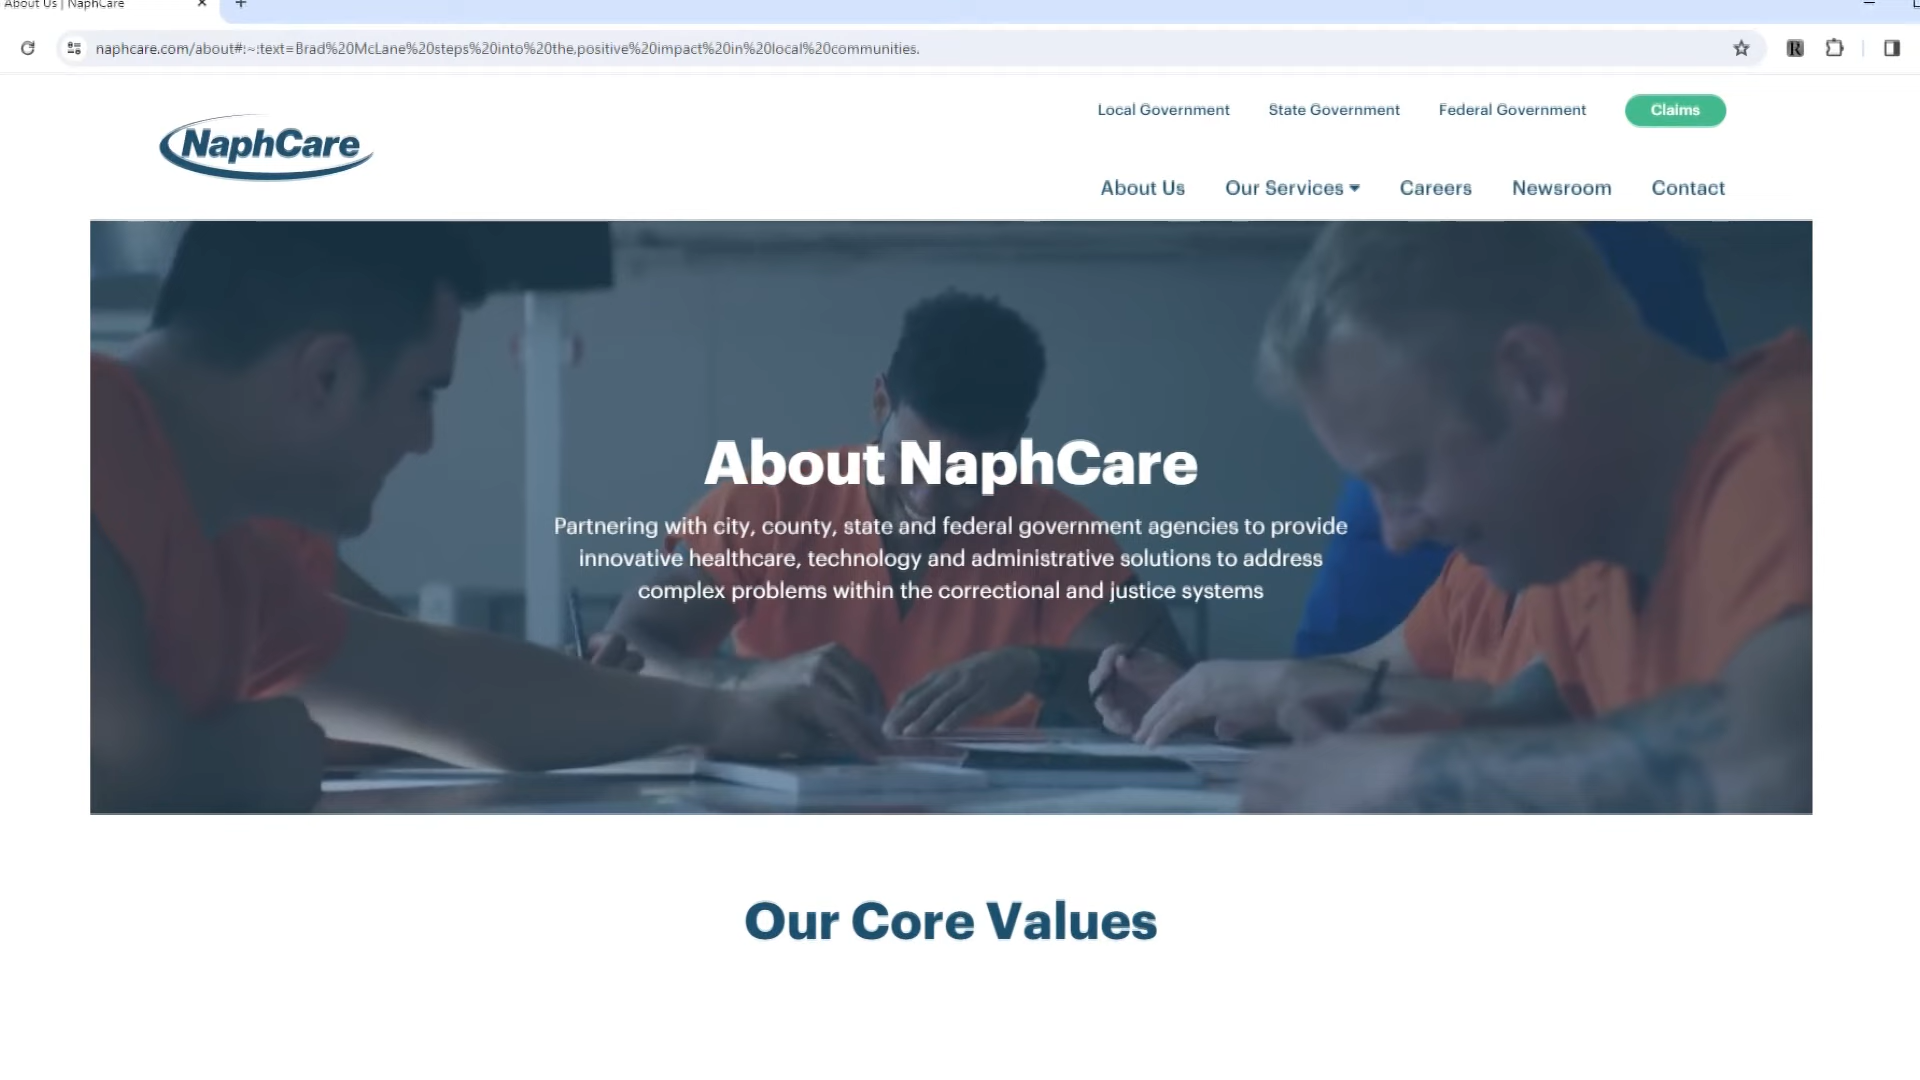 About Us | NaphCare
naphcare.com/about#:~:text=Brad%20McLane%20steps%20into%20the,positive%20impact%20in%20local%20communities.
Local Government State Government Federal Government Claims
NaphCare
About Us Our Services Careers Newsroom Contact
About NaphCare
Partnering with city, county, state and federal government agencies to provide
innovative healthcare, technology and administrative solutions to address
complex problems within the correctional and justice systems
Our Core Values